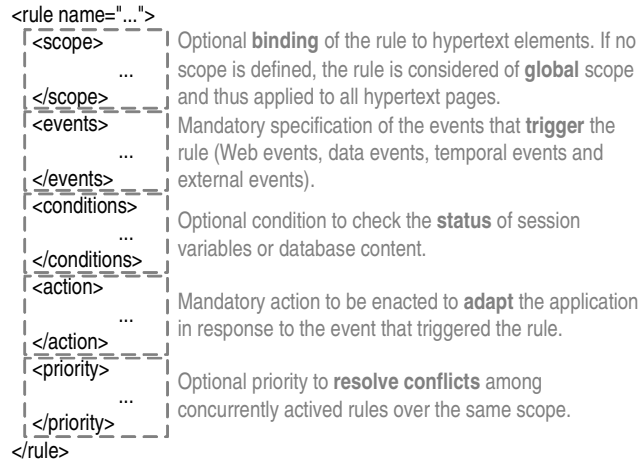 <rule name="...">
<scope>
...
</scope>
Optional binding of the rule to hypertext elements. If no
scope is defined, the rule is considered of global scope
and thus applied to all hypertext pages.
<events>
...
</events>
Mandatory specification of the events that trigger the
rule (Web events, data events, temporal events and
external events).
<conditions>
...
</conditions>
Optional condition to check the status of session
variables or database content.
<action>
...
</action>
Mandatory action to be enacted to adapt the application
in response to the event that triggered the rule.
<priority>
...
</priority>
Optional priority to resolve conflicts among
concurrently actived rules over the same scope.
</rule>